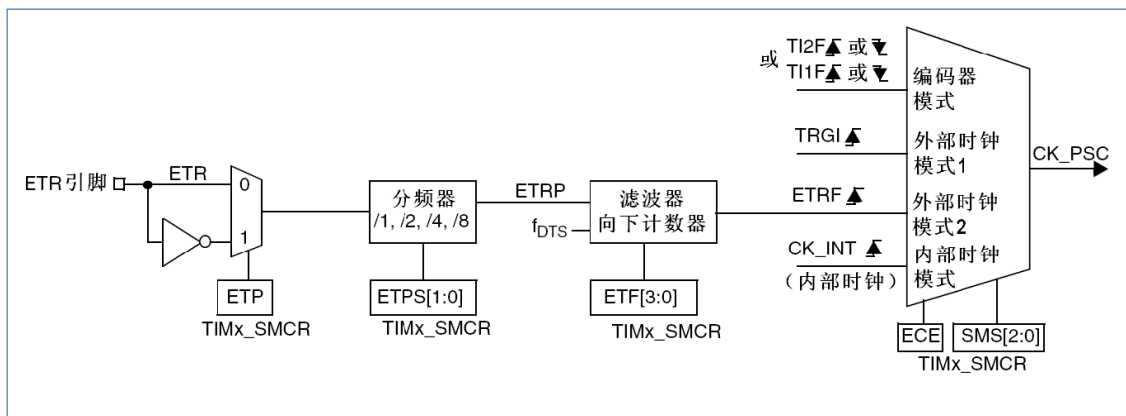 ETR引脚
ETR
0
1
ETP
TIMx_SMCR
分频器
/1, /2, /4, /8
ETPS[1:0]
TIMx_SMCR
ETRP
fDTS
滤波器
向下计数器
ETF[3:0]
TIMx_SMCR
或
TI2F 或
TI1F 或
编码器
模式
TRGI
外部时钟
模式1
ETRF
外部时钟
模式2
CK_INT
（内部时钟）
内部时钟
模式
CK_PSC
ECE
SMS[2:0]
TIMx_SMCR